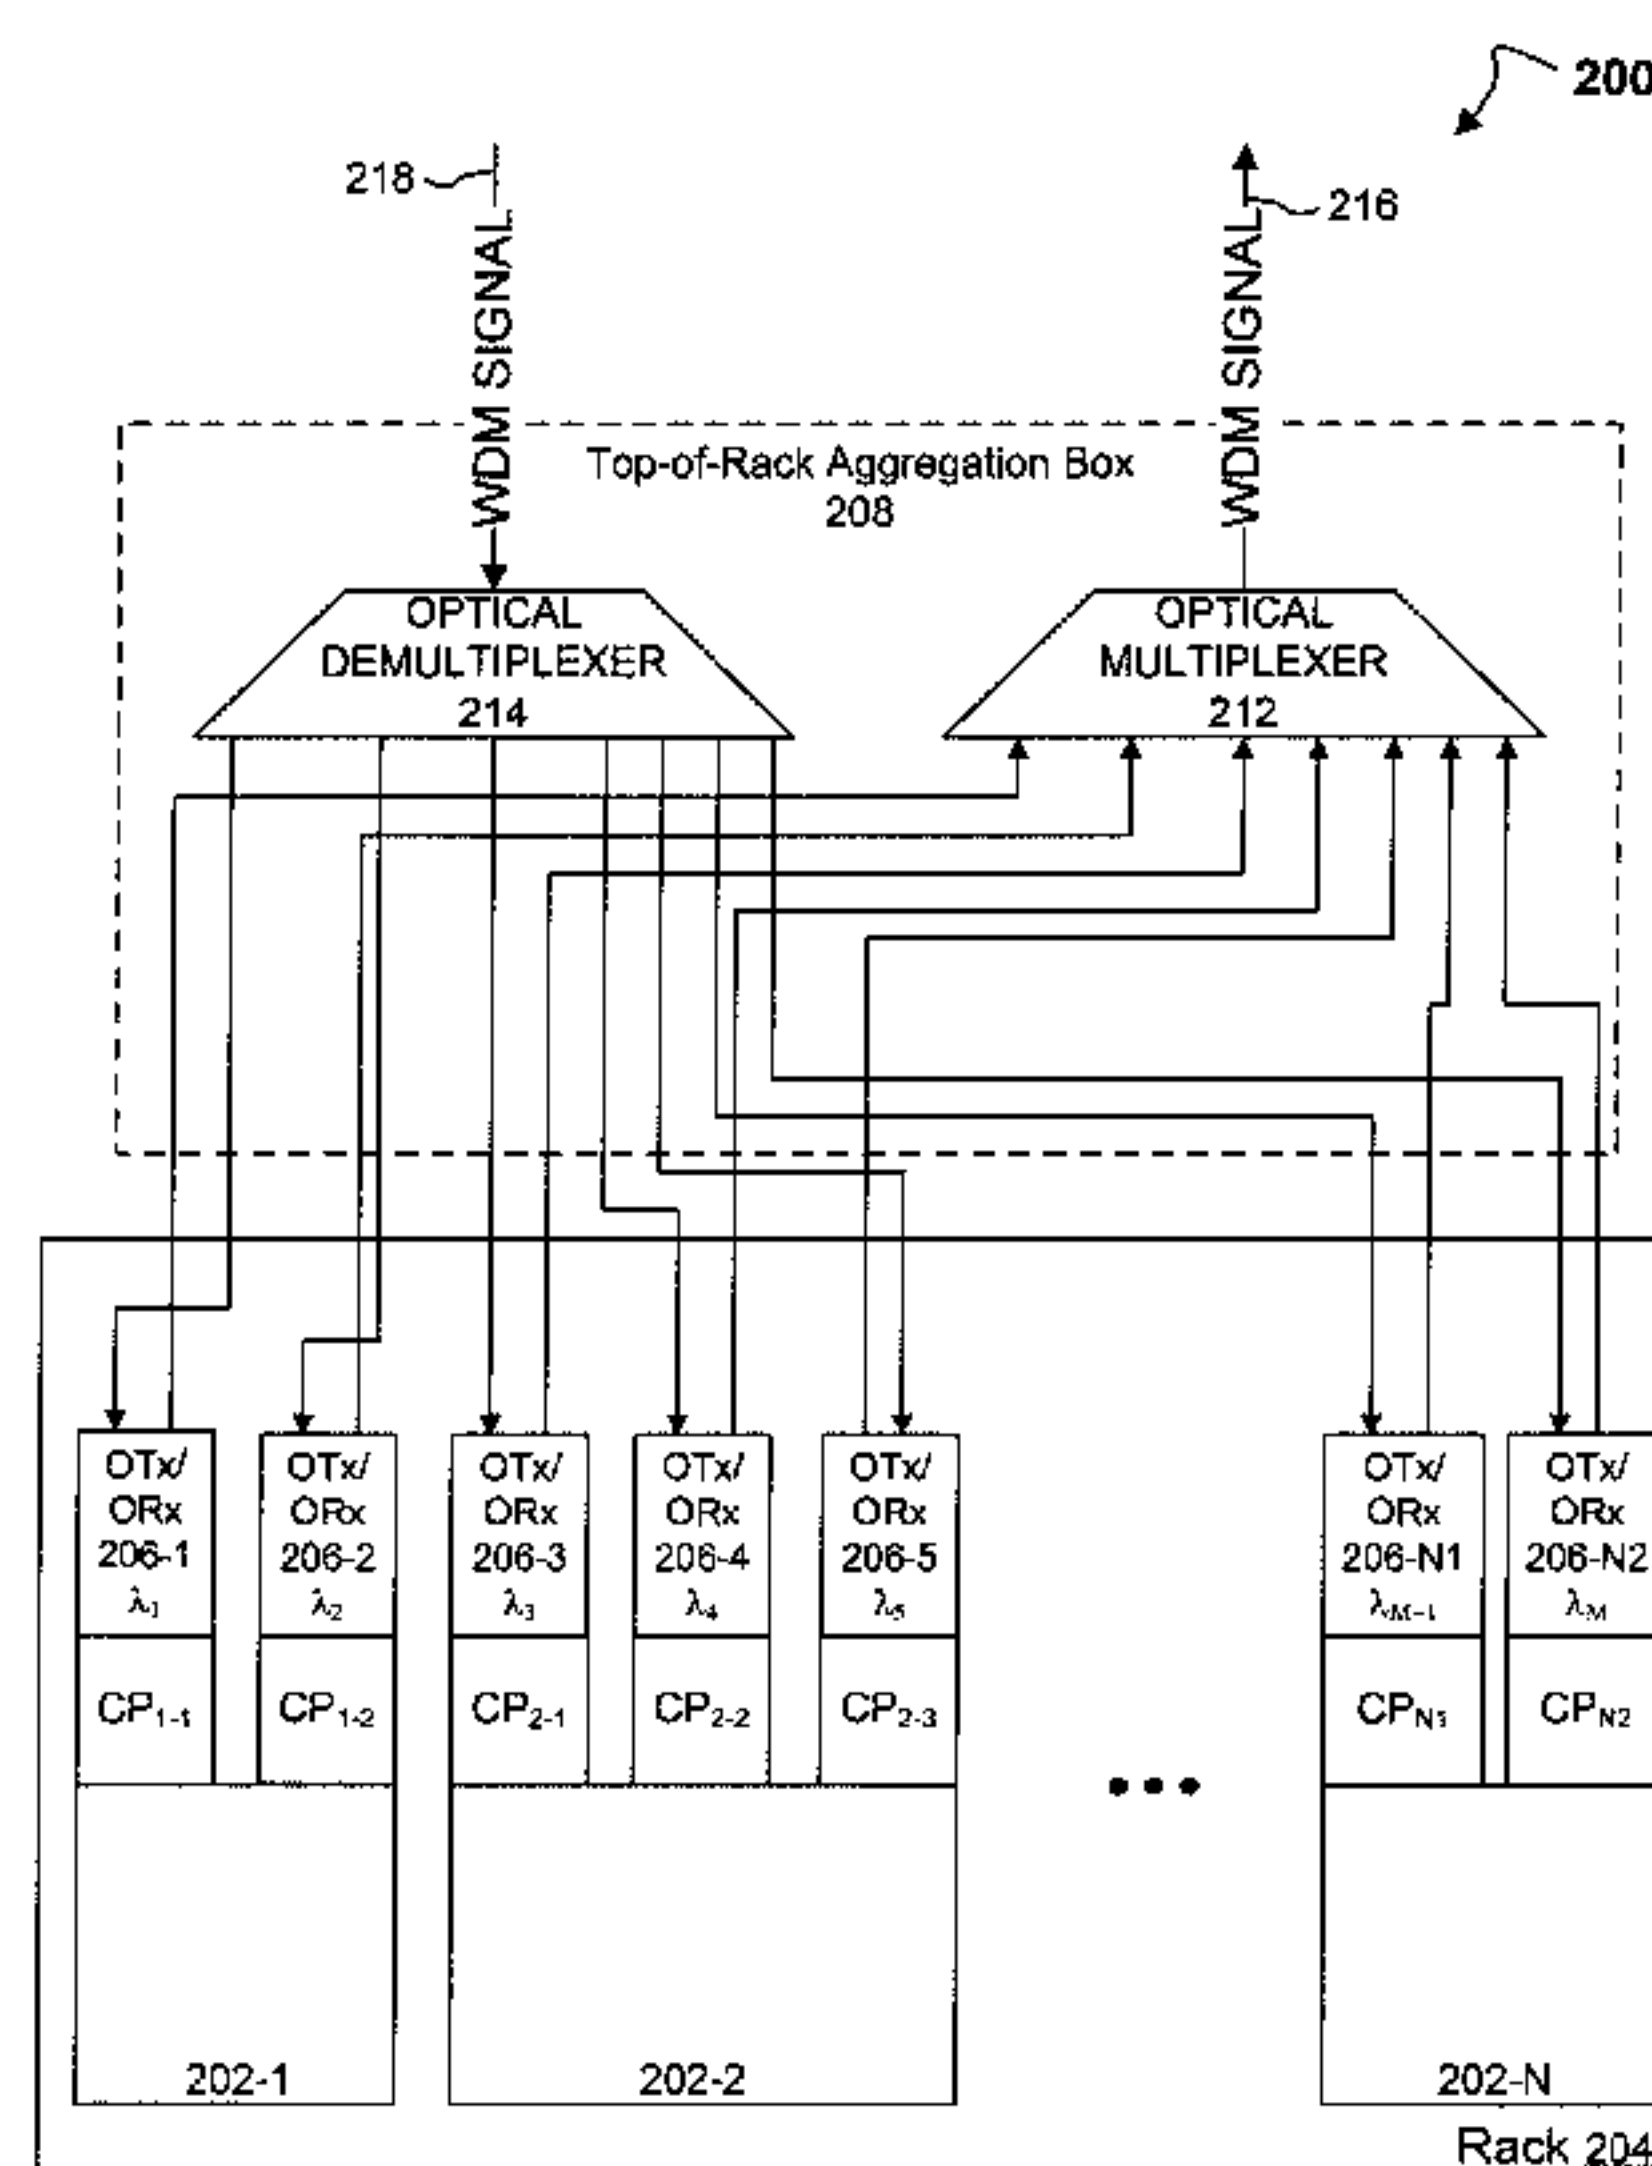 200
218
216
WDM SIGNAL
WDM SIGNAL
Top-of-Rack Aggregation Box
208
OPTICAL
DEMULTIPLEXER
214
OPTICAL
MULTIPLEXER
212
OTx/
ORx
206-1
λ1
OTx/
ORx
206-2
λ2
OTx/
ORx
206-3
λ3
OTx/
ORx
206-4
λ4
OTx/
ORx
206-5
λ5
OTx/
ORx
206-N1
λM-1
OTx/
ORx
206-N2
λM
CP1-1
CP1-2
CP2-1
CP2-2
CP2-3
CPN1
CPN2
202-1
202-2
202-N
Rack 204